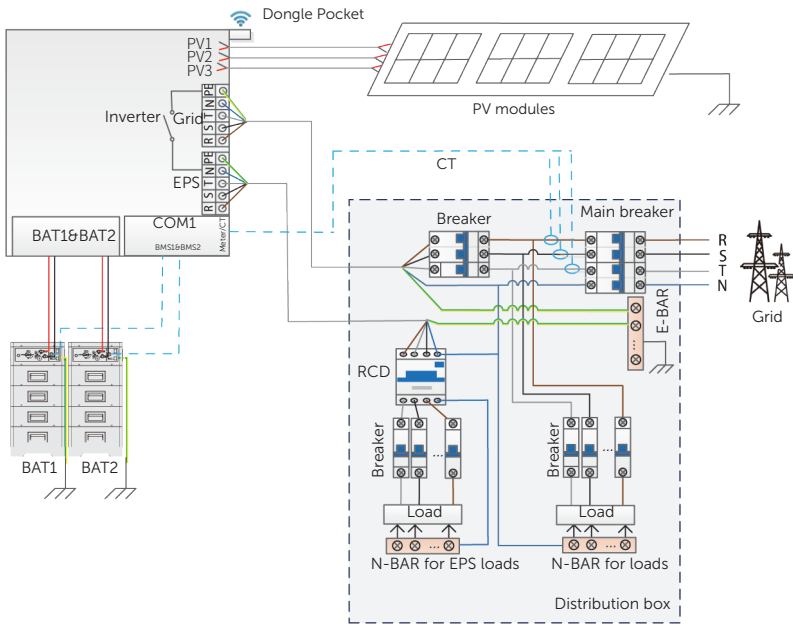 Dongle Pocket
PV1
PV2
PV3
PV modules
Inverter
Grid
R S T N PE
EPS
R S T N PE
CT
BAT1&BAT2
COM1
BMS1&BMS2
Meter/CT
Breaker
Main breaker
R
S
T
N
Grid
E-BAR
RCD
Breaker
...
Breaker
...
Load
Load
...
...
...
N-BAR for EPS loads
N-BAR for loads
BAT1
BAT2
Distribution box